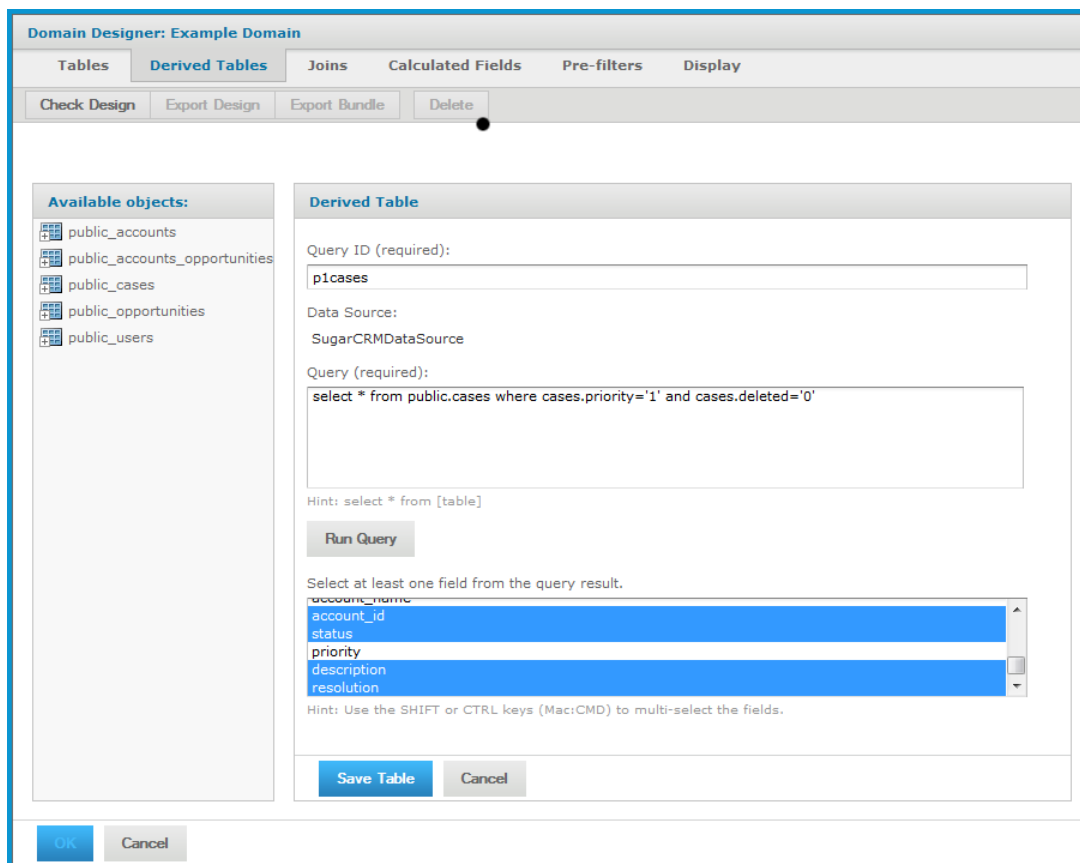 Domain Designer: Example Domain
Tables Derived Tables Joins Calculated Fields Pre-filters Display
Check Design Export Design Export Bundle Delete
Available objects:
public_accounts
public_accounts_opportunities
public_cases
public_opportunities
public_users
Derived Table
Query ID (required):
p1cases
Data Source:
SugarCRMDataSource
Query (required):
select * from public.cases where cases.priority='1' and cases.deleted='0'
Hint: select * from [table]
Run Query
Select at least one field from the query result.
account_name
account_id
status
priority
description
resolution
Hint: Use the SHIFT or CTRL keys (Mac:CMD) to multi-select the fields.
Save Table Cancel
OK Cancel